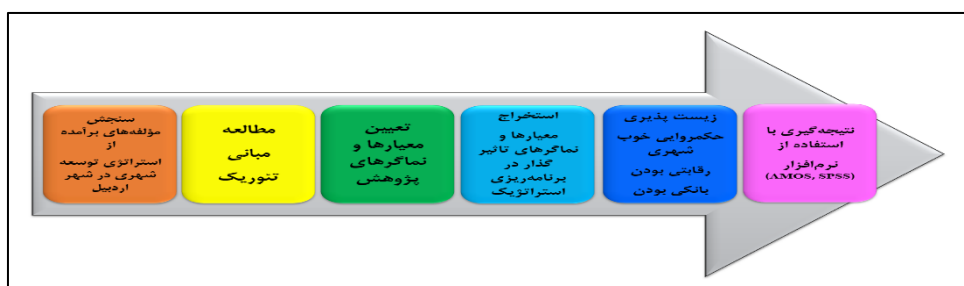 سنجش
مؤلفه‌های برآمده
از
استراتژی توسعه
شهری در شهر
اردبیل
مطالعه
مبانی
تئوریک
تعیین
معیارها و
نماگرهای
پژوهش
استخراج
معیارها و
نماگرهای تاثیر
گذار در
برنامه‌ریزی
استراتژیک
زیست پذیری
حکمروایی خوب
شهری
رقابتی بودن
بانکی بودن
نتیجه‌گیری با
استفاده از
نرم‌افزار
(AMOS, SPSS)